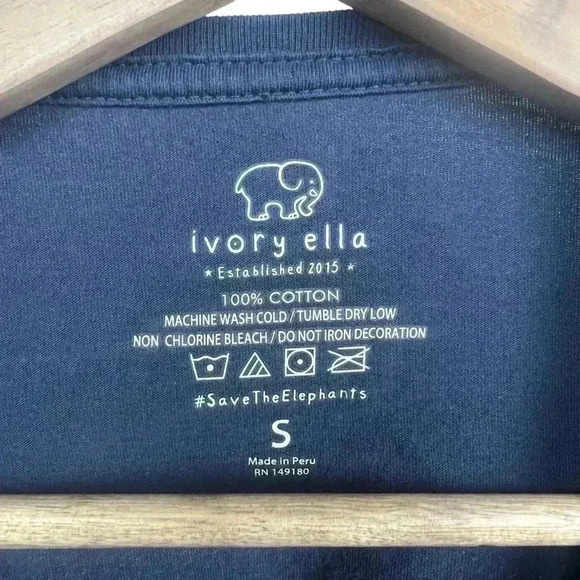 ivory ella
★ Established 2015 ★
100% COTTON
MACHINE WASH COLD / TUMBLE DRY LOW
NON CHLORINE BLEACH / DO NOT IRON DECORATION
#SaveTheElephants
S
Made in Peru
RN 149180